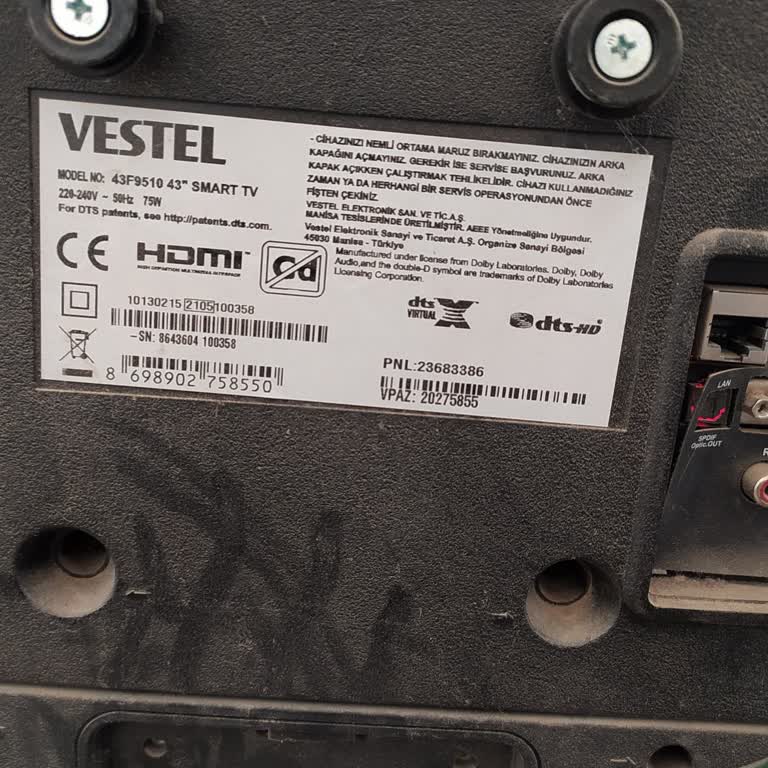 VESTEL
MODEL NO: 43F9510 43" SMART TV
220-240V ~ 50Hz 75W
For DTS patents, see http://patents.dts.com.
CE HDMI Cd
HIGH DEFINITION MULTIMEDIA INTERFACE
10130215 2105 100358
-SN: 8643604 100358
8 698902 758550
- CİHAZINIZI NEMLİ ORTAMA MARUZ BIRAKMAYINIZ. CİHAZINIZIN ARKA
KAPAĞINI AÇMAYINIZ. GEREKİR İSE SERVİSE BAŞVURUNUZ. ARKA
KAPAK AÇIKKEN ÇALIŞTIRMAK TEHLİKELİDİR. CİHAZI KULLANMADIĞINIZ
ZAMAN YA DA HERHANGİ BİR SERVİS OPERASYONUNDAN ÖNCE
FİŞTEN ÇEKİNİZ.
VESTEL ELEKTRONİK SAN. VE TİC.A.Ş.
MANİSA TESİSLERİNDE ÜRETİLMİŞTİR. AEEE Yönetmeliğine Uygundur.
Vestel Elektronik Sanayi ve Ticaret A.Ş. Organize Sanayi Bölgesi
45030 Manisa - Türkiye
Manufactured under license from Dolby Laboratories. Dolby, Dolby
Audio,and the double-D symbol are trademarks of Dolby Laboratories
Licensing Corporation.
dts X
VIRTUAL
dts-HD
PNL:23683386
VPAZ: 20275855
LAN
SPDIF
Optic.OUT
R